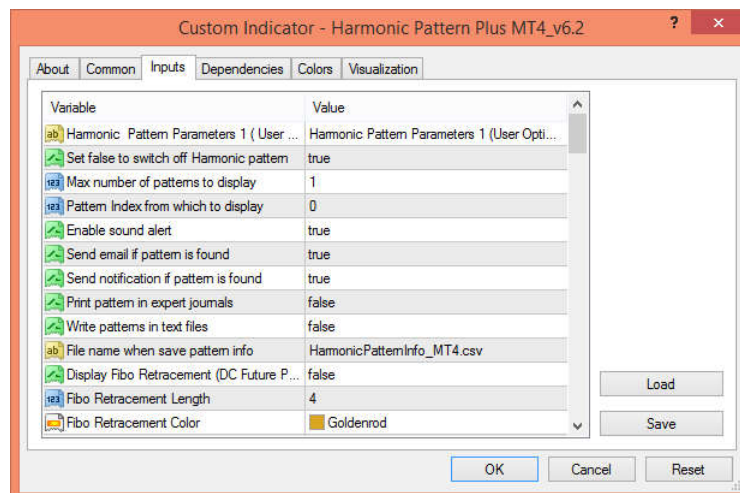 Custom Indicator - Harmonic Pattern Plus MT4_v6.2 ? ×
About Common Inputs Dependencies Colors Visualization
Variable Value
ab Harmonic Pattern Parameters 1 ( User ... Harmonic Pattern Parameters 1 (User Opti...
Set false to switch off Harmonic pattern true
123 Max number of patterns to display 1
123 Pattern Index from which to display 0
Enable sound alert true
Send email if pattern is found true
Send notification if pattern is found true
Print pattern in expert journals false
Write patterns in text files false
ab File name when save pattern info HarmonicPatternInfo_MT4.csv
Display Fibo Retracement (DC Future P... false
123 Fibo Retracement Length 4
Fibo Retracement Color Goldenrod
Load
Save
OK Cancel Reset